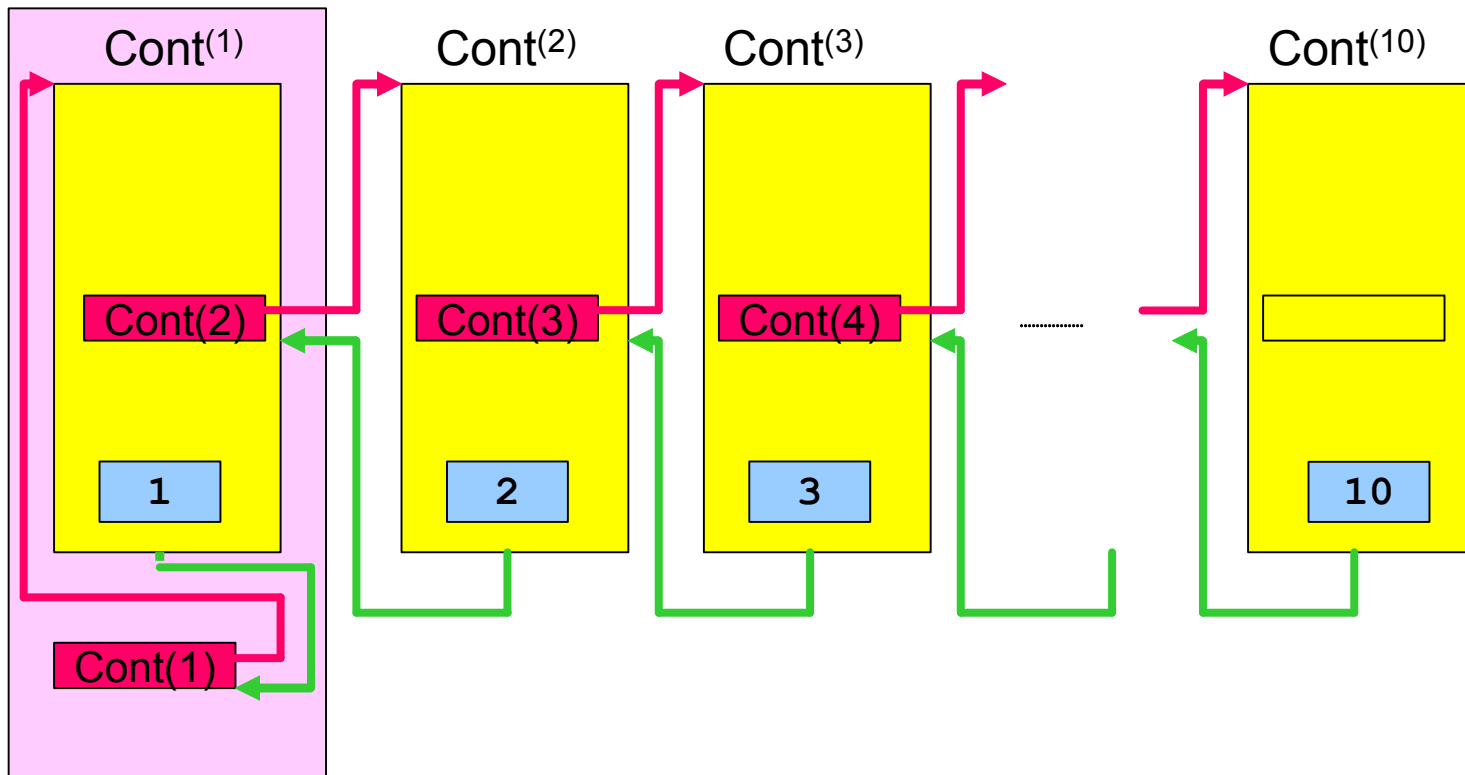 Cont⁽¹⁾ Cont⁽²⁾ Cont⁽³⁾ Cont⁽¹⁰⁾
Cont(2) Cont(3) Cont(4) ................
1 2 3 10
Cont(1)